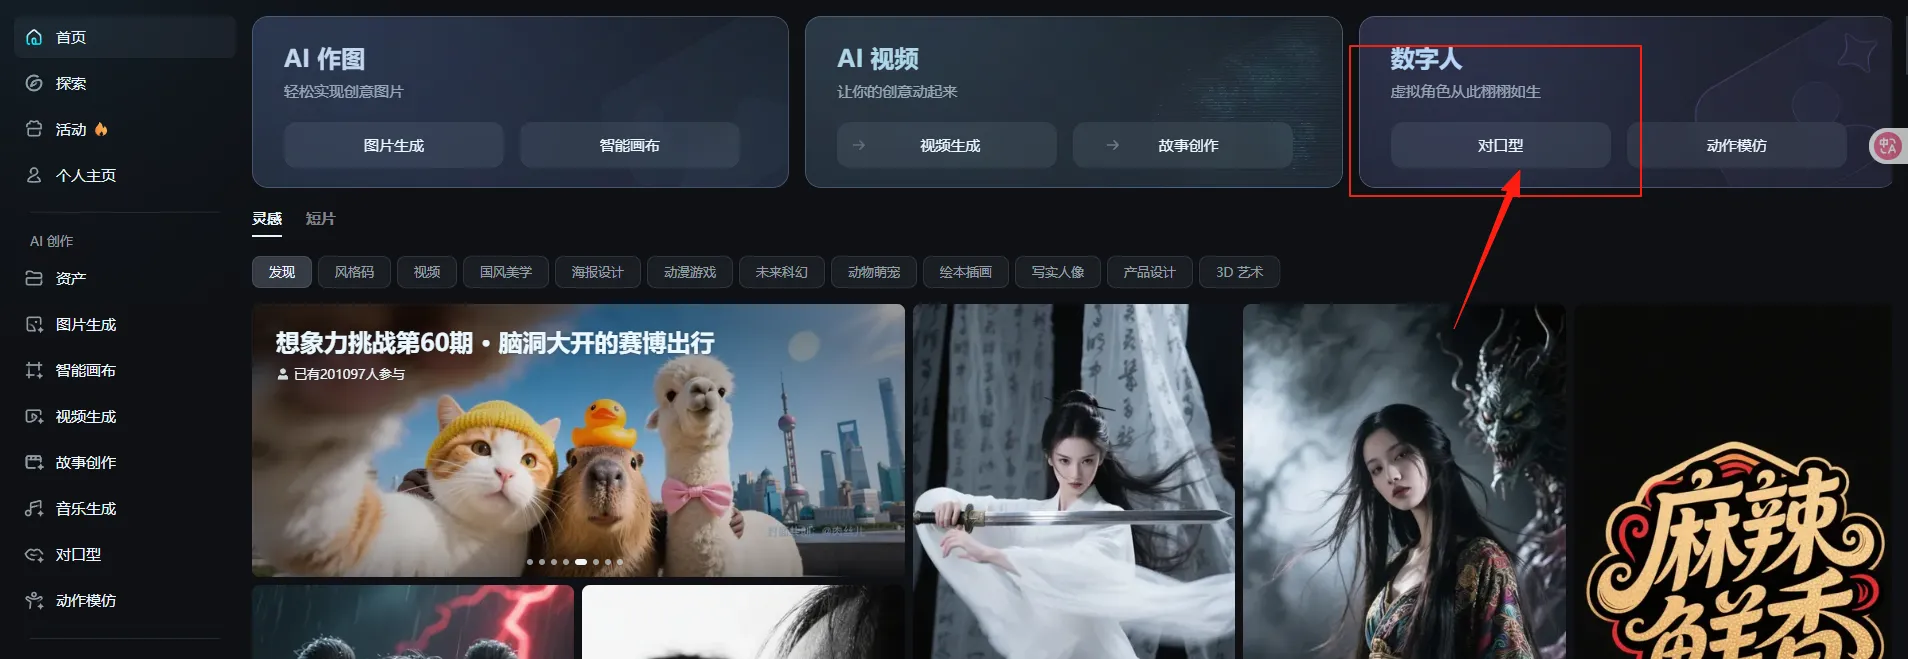 首页
探索
活动
个人主页
AI 创作
资产
图片生成
智能画布
视频生成
故事创作
音乐生成
对口型
动作模仿
AI 作图
轻松实现创意图片
图片生成
智能画布
AI 视频
让你的创意动起来
视频生成
故事创作
数字人
虚拟角色从此栩栩如生
对口型
动作模仿
中
A
灵感
短片
发现
风格码
视频
国风美学
海报设计
动漫游戏
未来科幻
动物萌宠
绘本插画
写实人像
产品设计
3D 艺术
想象力挑战第60期 • 脑洞大开的赛博出行
已有201097人参与
麻辣
鲜香